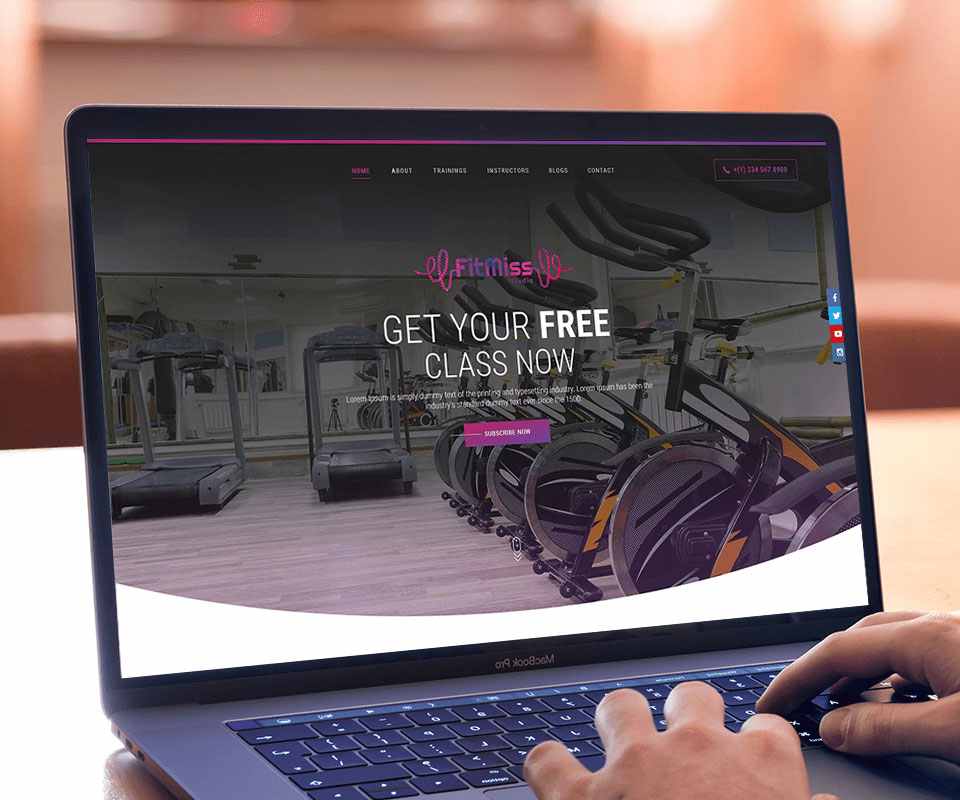 HOME ABOUT TRAININGS INSTRUCTORS BLOGS CONTACT +(1) 234 567 8900
FitMiss
Studio
GET YOUR FREE
CLASS NOW
Lorem Ipsum is simply dummy text of the printing and typesetting industry. Lorem Ipsum has been the
industry's standard dummy text ever since the 1500
SUBSCRIBE NOW
MacBook Pro
option